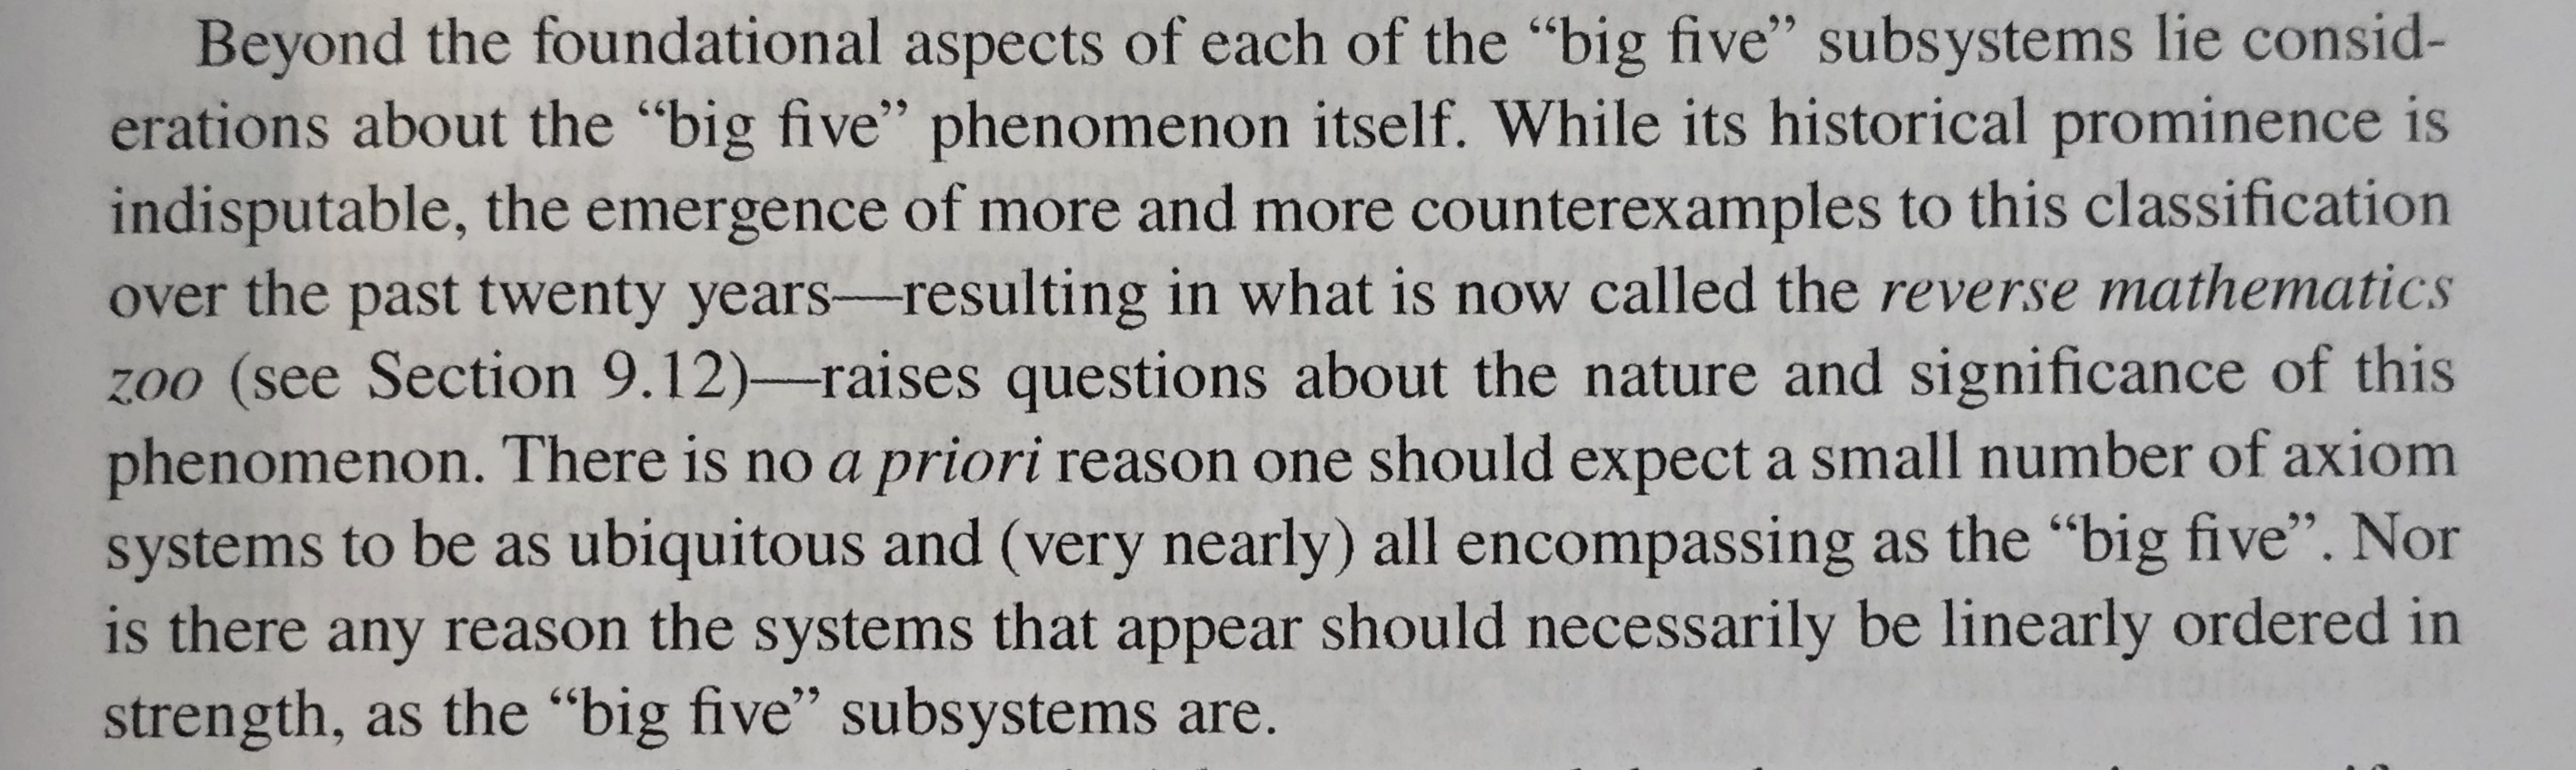 Beyond the foundational aspects of each of the “big five” subsystems lie consid-
erations about the “big five” phenomenon itself. While its historical prominence is
indisputable, the emergence of more and more counterexamples to this classification
over the past twenty years—resulting in what is now called the reverse mathematics
zoo (see Section 9.12)—raises questions about the nature and significance of this
phenomenon. There is no a priori reason one should expect a small number of axiom
systems to be as ubiquitous and (very nearly) all encompassing as the “big five”. Nor
is there any reason the systems that appear should necessarily be linearly ordered in
strength, as the “big five” subsystems are.